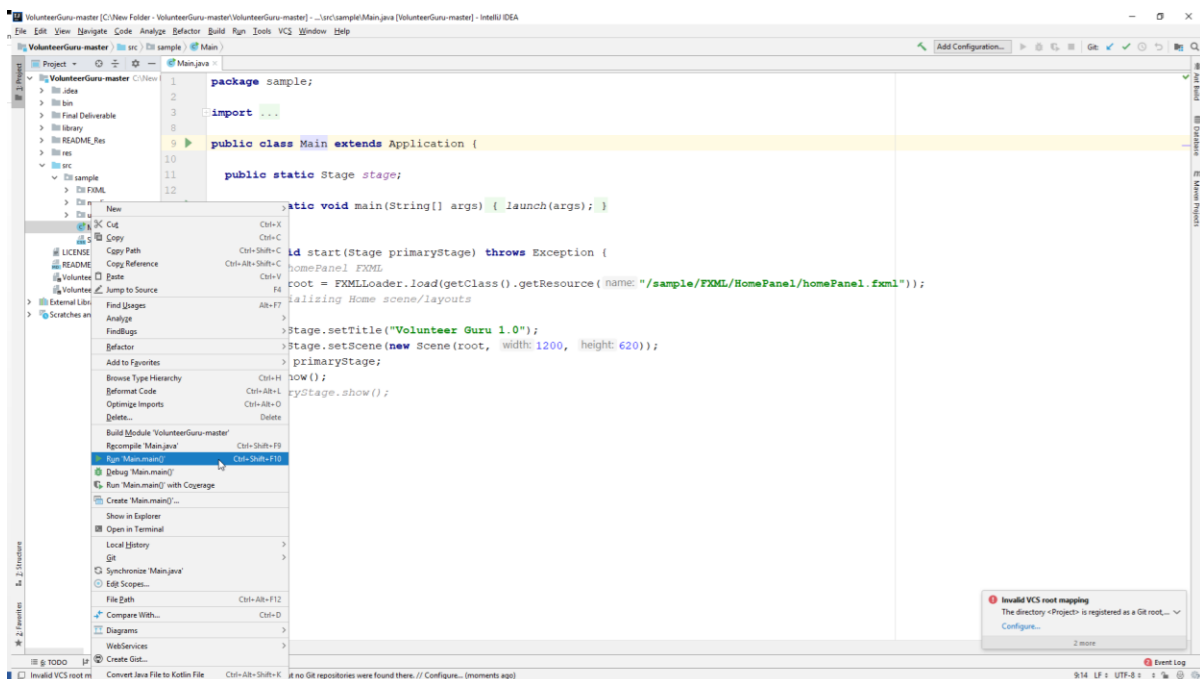 VolunteerGuru-master [C:\New Folder - VolunteerGuru-master\VolunteerGuru-master] - ...\src\sample\Main.java [VolunteerGuru-master] - IntelliJ IDEA
File Edit View Navigate Code Analyze Refactor Build Run Tools VCS Window Help
VolunteerGuru-master src sample Main Add Configuration... Git:
Project Main.java
1: Project
VolunteerGuru-master C:\New
.idea
bin
Final Deliverable
library
README_Res
res
src
sample
FXML
LICENSE
README
Voluntee
Voluntee
External Libr
Scratches an
1 package sample;
2
3 import ...
8
9 public class Main extends Application {
10
11 public static Stage stage;
12
atic void main(String[] args) { launch(args); }
id start(Stage primaryStage) throws Exception {
homePanel FXML
root = FXMLLoader.load(getClass().getResource( name: "/sample/FXML/HomePanel/homePanel.fxml"));
ializing Home scene/layouts
Stage.setTitle("Volunteer Guru 1.0");
Stage.setScene(new Scene(root, width: 1200, height: 620));
primaryStage;
how();
ryStage.show();
New
Cut Ctrl+X
Copy Ctrl+C
Copy Path Ctrl+Shift+C
Copy Reference Ctrl+Alt+Shift+C
Paste Ctrl+V
Jump to Source F4
Find Usages Alt+F7
Analyze
FindBugs
Refactor
Add to Favorites
Browse Type Hierarchy Ctrl+H
Reformat Code Ctrl+Alt+L
Optimize Imports Ctrl+Alt+O
Delete... Delete
Build Module 'VolunteerGuru-master'
Recompile 'Main.java' Ctrl+Shift+F9
Run 'Main.main()' Ctrl+Shift+F10
Debug 'Main.main()'
Run 'Main.main()' with Coverage
Create 'Main.main()'...
Show in Explorer
Open in Terminal
Local History
Git
Synchronize 'Main.java'
Edit Scopes...
File Path Ctrl+Alt+F12
Compare With... Ctrl+D
Diagrams
WebServices
Create Gist...
Convert Java File to Kotlin File Ctrl+Alt+Shift+K
Ant Build
Database
Maven Projects
Z: Structure
2: Favorites
Invalid VCS root mapping
The directory <Project> is registered as a Git root,...
Configure...
2 more
6: TODO
Event Log
Invalid VCS root m
ut no Git repositories were found there. // Configure... (moments ago)
9:14 LF UTF-8